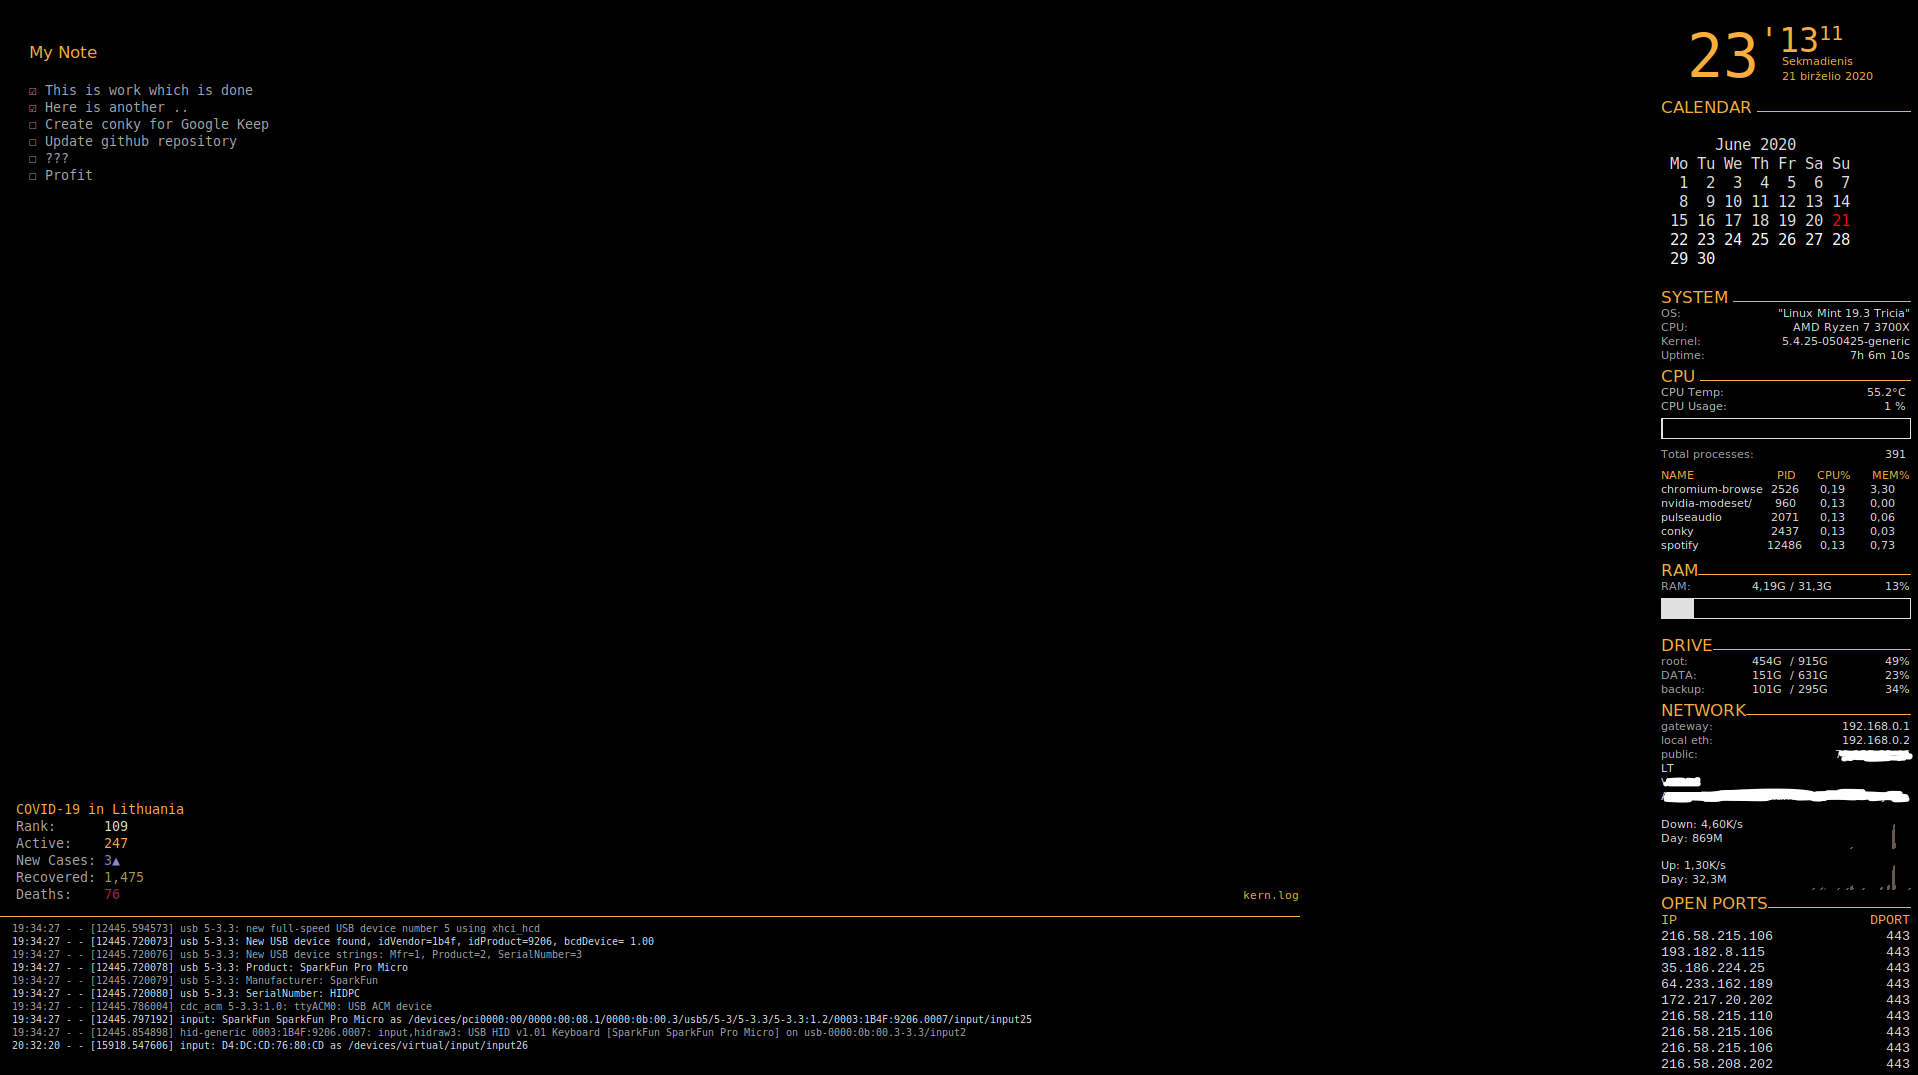 My Note
☑ This is work which is done
☑ Here is another ..
☐ Create conky for Google Keep
☐ Update github repository
☐ ???
☐ Profit
COVID-19 in Lithuania
Rank: 109
Active: 247
New Cases: 3▲
Recovered: 1,475
Deaths: 76
kern.log
19:34:27 - - [12445.594573] usb 5-3.3: new full-speed USB device number 5 using xhci_hcd
19:34:27 - - [12445.720073] usb 5-3.3: New USB device found, idVendor=1b4f, idProduct=9206, bcdDevice= 1.00
19:34:27 - - [12445.720076] usb 5-3.3: New USB device strings: Mfr=1, Product=2, SerialNumber=3
19:34:27 - - [12445.720078] usb 5-3.3: Product: SparkFun Pro Micro
19:34:27 - - [12445.720079] usb 5-3.3: Manufacturer: SparkFun
19:34:27 - - [12445.720080] usb 5-3.3: SerialNumber: HIDPC
19:34:27 - - [12445.786004] cdc_acm 5-3.3:1.0: ttyACM0: USB ACM device
19:34:27 - - [12445.797192] input: SparkFun SparkFun Pro Micro as /devices/pci0000:00/0000:00:08.1/0000:0b:00.3/usb5/5-3/5-3.3/5-3.3:1.2/0003:1B4F:9206.0007/input/input25
19:34:27 - - [12445.854898] hid-generic 0003:1B4F:9206.0007: input,hidraw3: USB HID v1.01 Keyboard [SparkFun SparkFun Pro Micro] on usb-0000:0b:00.3-3.3/input2
20:32:20 - - [15918.547606] input: D4:DC:CD:76:80:CD as /devices/virtual/input/input26
23 ' 13 11
Sekmadienis
21 birželio 2020
CALENDAR
June 2020
Mo Tu We Th Fr Sa Su
1 2 3 4 5 6 7
8 9 10 11 12 13 14
15 16 17 18 19 20 21
22 23 24 25 26 27 28
29 30
SYSTEM
OS: "Linux Mint 19.3 Tricia"
CPU: AMD Ryzen 7 3700X
Kernel: 5.4.25-050425-generic
Uptime: 7h 6m 10s
CPU
CPU Temp: 55.2°C
CPU Usage: 1 %
Total processes: 391
NAME PID CPU% MEM%
chromium-browse 2526 0,19 3,30
nvidia-modeset/ 960 0,13 0,00
pulseaudio 2071 0,13 0,06
conky 2437 0,13 0,03
spotify 12486 0,13 0,73
RAM
RAM: 4,19G / 31,3G 13%
DRIVE
root: 454G / 915G 49%
DATA: 151G / 631G 23%
backup: 101G / 295G 34%
NETWORK
gateway: 192.168.0.1
local eth: 192.168.0.2
public:
LT
Down: 4,60K/s
Day: 869M
Up: 1,30K/s
Day: 32,3M
OPEN PORTS
IP DPORT
216.58.215.106 443
193.182.8.115 443
35.186.224.25 443
64.233.162.189 443
172.217.20.202 443
216.58.215.110 443
216.58.215.106 443
216.58.215.106 443
216.58.208.202 443